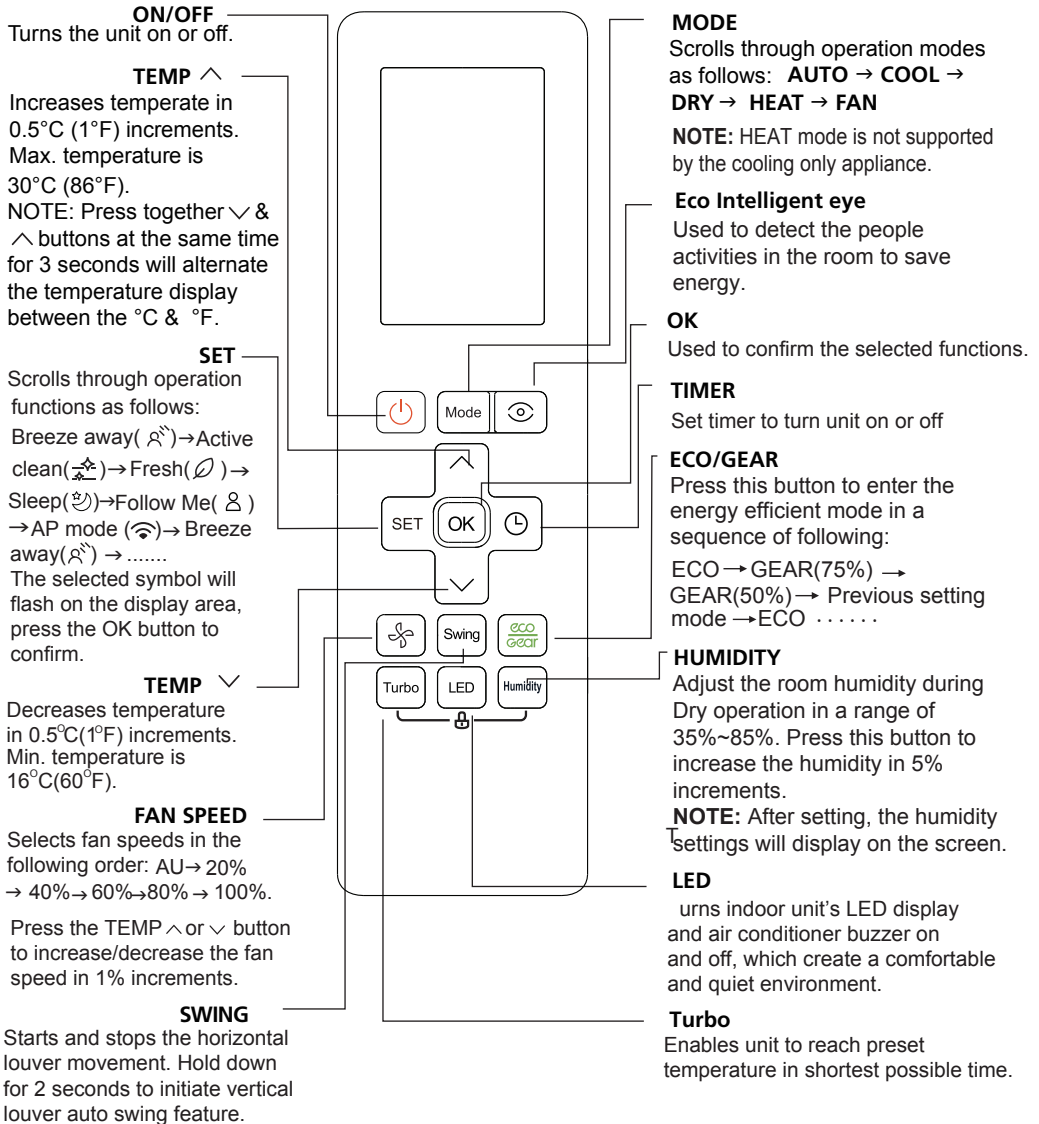 ON/OFF
Turns the unit on or off.
TEMP ︿
Increases temperate in
0.5°C (1°F) increments.
Max. temperature is
30°C (86°F).
NOTE: Press together ﹀ &
︿ buttons at the same time
for 3 seconds will alternate
the temperature display
between the °C & °F.
SET
Scrolls through operation
functions as follows:
Breeze away( )→Active
clean( )→Fresh( ) →
Sleep( )→Follow Me( )
→AP mode ( )→ Breeze
away( ) → .......
The selected symbol will
flash on the display area,
press the OK button to
confirm.
TEMP ﹀
Decreases temperature
in 0.5°C(1°F) increments.
Min. temperature is
16°C(60°F).
FAN SPEED
Selects fan speeds in the
following order: AU→ 20%
→ 40%→ 60%→80% → 100%.
Press the TEMP ︿ or ﹀ button
to increase/decrease the fan
speed in 1% increments.
SWING
Starts and stops the horizontal
louver movement. Hold down
for 2 seconds to initiate vertical
louver auto swing feature.
Mode
SET
OK
Swing
eco
Gear
Turbo
LED
Humidity
MODE
Scrolls through operation modes
as follows: AUTO → COOL →
DRY → HEAT → FAN
NOTE: HEAT mode is not supported
by the cooling only appliance.
Eco Intelligent eye
Used to detect the people
activities in the room to save
energy.
OK
Used to confirm the selected functions.
TIMER
Set timer to turn unit on or off
ECO/GEAR
Press this button to enter the
energy efficient mode in a
sequence of following:
ECO → GEAR(75%) →
GEAR(50%)→ Previous setting
mode →ECO · · · · · ·
HUMIDITY
Adjust the room humidity during
Dry operation in a range of
35%~85%. Press this button to
increase the humidity in 5%
increments.
NOTE: After setting, the humidity
settings will display on the screen.
LED
T
urns indoor unit's LED display
and air conditioner buzzer on
and off, which create a comfortable
and quiet environment.
Turbo
Enables unit to reach preset
temperature in shortest possible time.